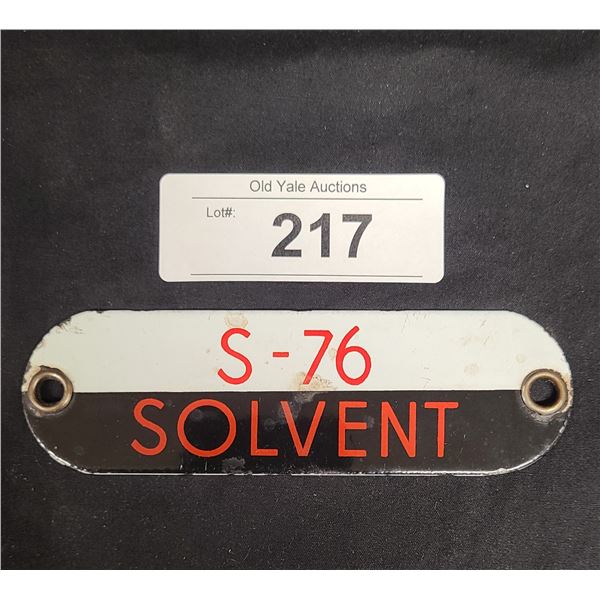 Old Yale Auctions
Lot#: 217
S-76
SOLVENT